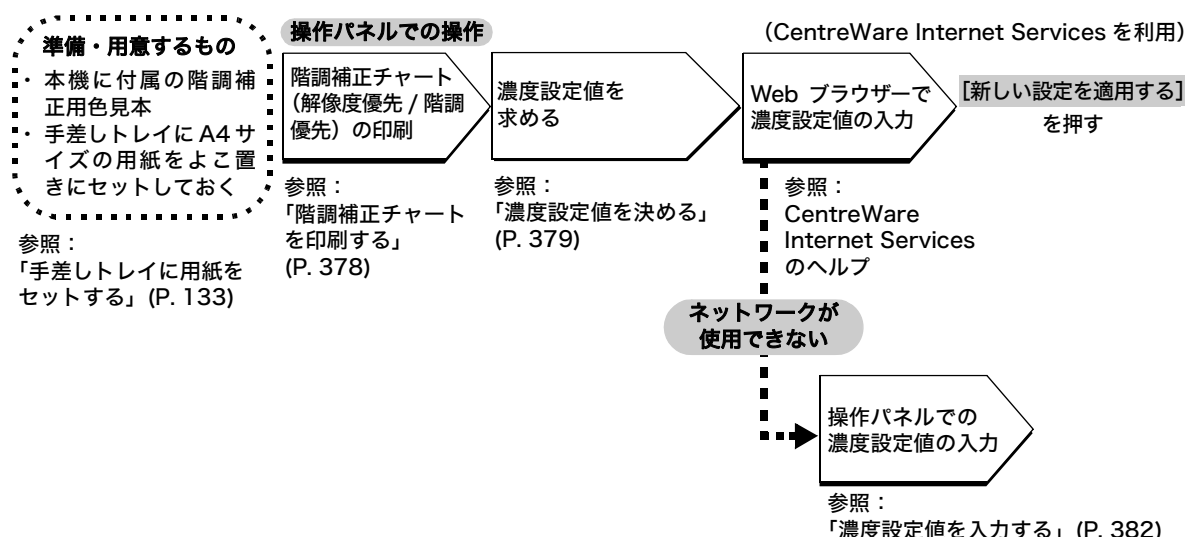 準備・用意するもの
・ 本機に付属の階調補
正用色見本
・ 手差しトレイに A4 サ
イズの用紙をよこ置
きにセットしておく
参照：
「手差しトレイに用紙を
セットする」(P. 133)
操作パネルでの操作
階調補正チャート
（解像度優先 / 階調
優先）の印刷
参照：
「階調補正チャート
を印刷する」
(P. 378)
濃度設定値を
求める
参照：
「濃度設定値を決める」
(P. 379)
（CentreWare Internet Services を利用）
Web ブラウザーで
濃度設定値の入力
参照：
CentreWare
Internet Services
のヘルプ
［新しい設定を適用する］
を押す
ネットワークが
使用できない
操作パネルでの
濃度設定値の入力
参照：
「濃度設定値を入力する」(P. 382)